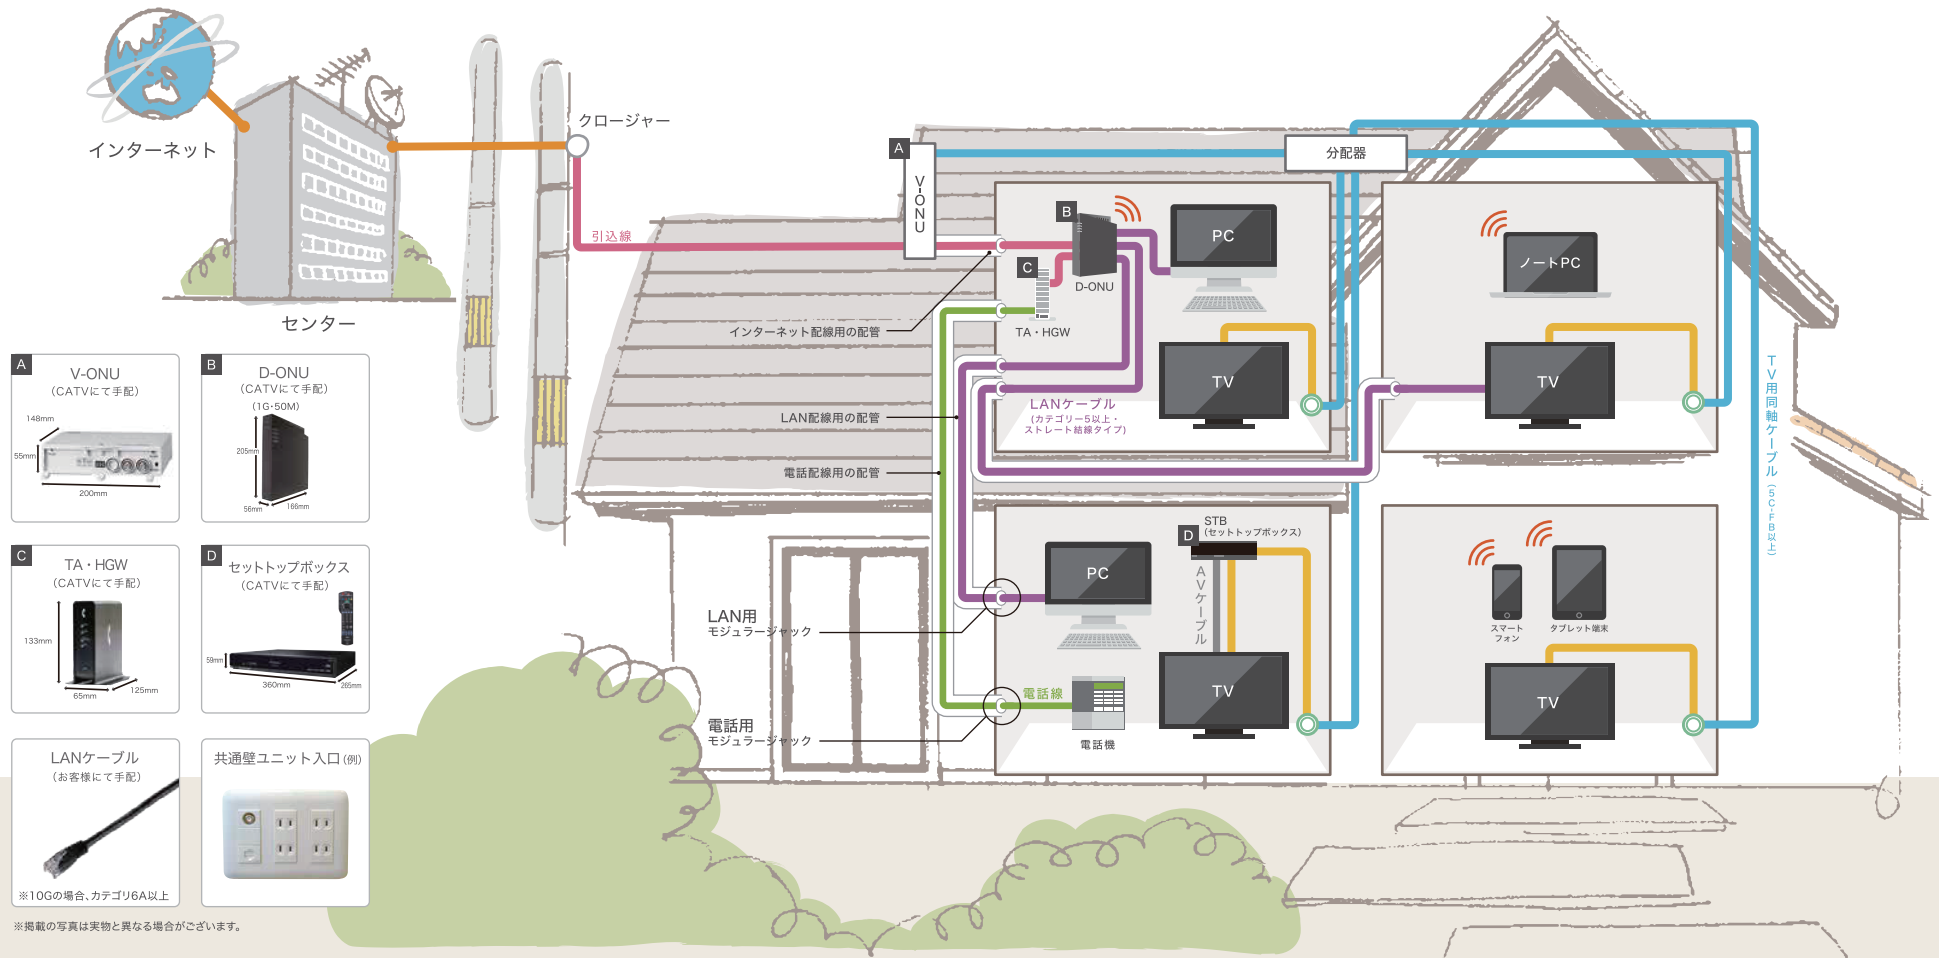 インターネット
センター
クロージャー
引込線
A
V-ONU
分配器
B
D-ONU
C
TA・HGW
PC
TV
ノートPC
TV
インターネット配線用の配管
LAN配線用の配管
電話配線用の配管
LANケーブル
(カテゴリー5以上・
ストレート結線タイプ)
TV用同軸ケーブル(5C-FB以上)
D
STB
(セットトップボックス)
AVケーブル
PC
TV
LAN用
モジュラージャック
電話用
モジュラージャック
電話線
電話機
スマート
フォン
タブレット端末
TV
A
V-ONU
(CATVにて手配)
148mm
55mm
200mm
B
D-ONU
(CATVにて手配)
(1G・50M)
205mm
56mm
166mm
C
TA・HGW
(CATVにて手配)
133mm
65mm
125mm
D
セットトップボックス
(CATVにて手配)
59mm
360mm
265mm
LANケーブル
(お客様にて手配)
※10Gの場合、カテゴリ6A以上
共通壁ユニット入口(例)
※掲載の写真は実物と異なる場合がございます。